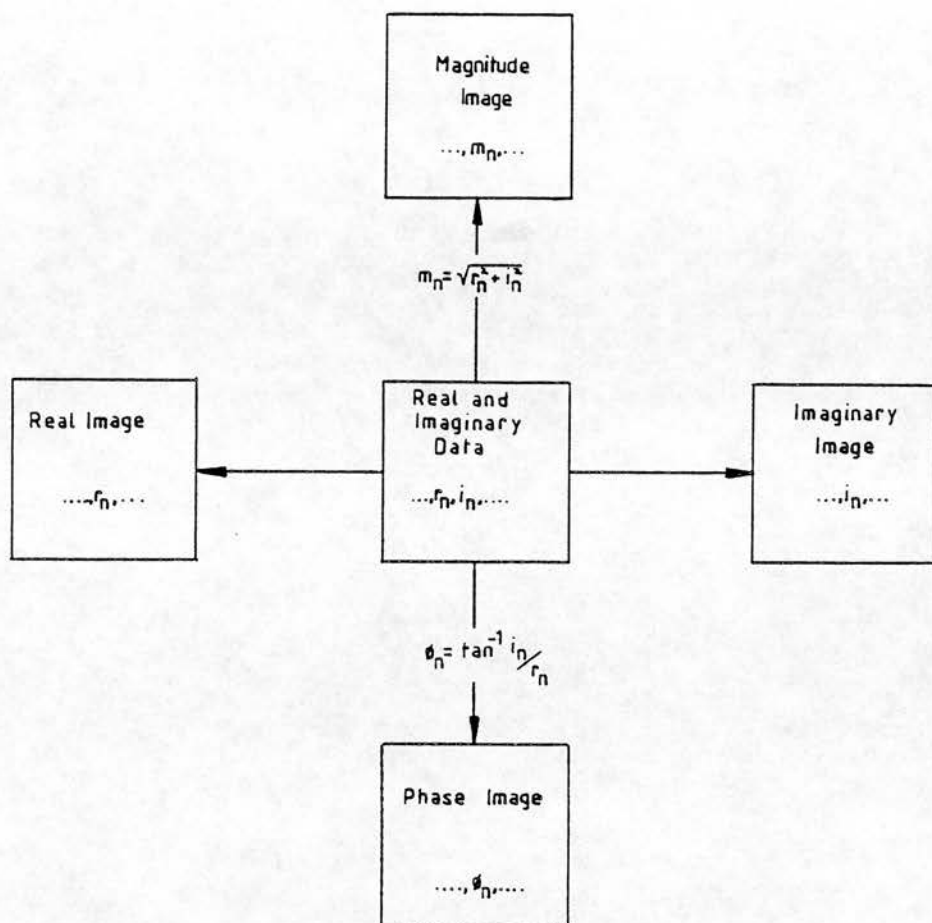 Magnitude
Image
...,mₙ,...
mₙ=√rₙ²+iₙ²
Real Image
....,rₙ,...
Real and
Imaginary
Data
...,rₙ,iₙ,....
Imaginary
Image
...,iₙ,...
øₙ= tan⁻¹ iₙ/rₙ
Phase Image
....,øₙ,....